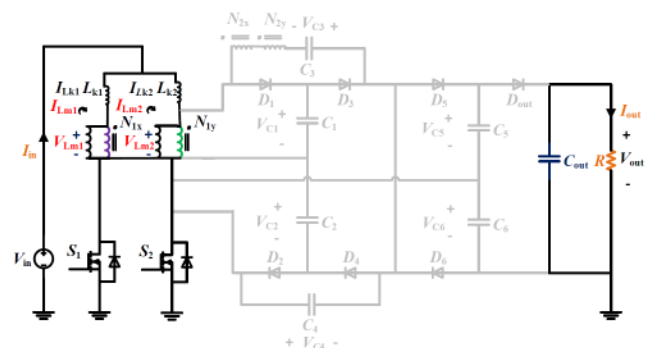 N2x N2y - VC3 +
C3
ILk1 Lk1 ILk2 Lk2
ILm1 ILm2
D1 D3 D5 Dout
Iout
+ N1x + N1y
VLm1 VLm2
- -
Iin
+ VC1 - C1
+ VC5 - C5
Cout R + Vout -
+ VC2 - C2
+ VC6 - C6
S1 S2
+ Vin -
D2 D4 D6
C4
+ VC4 -